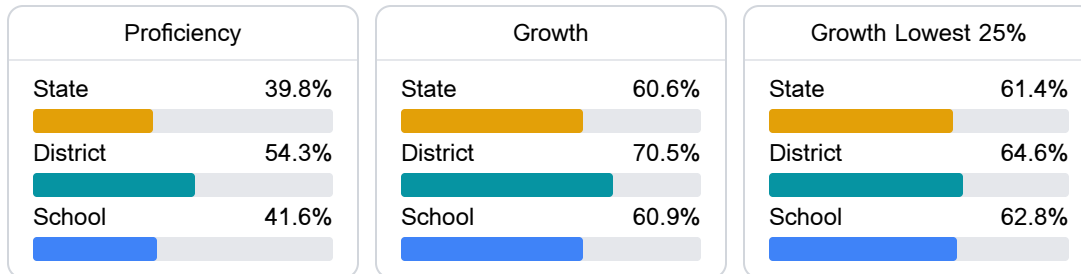 Proficiency
State 39.8%
District 54.3%
School 41.6%
Growth
State 60.6%
District 70.5%
School 60.9%
Growth Lowest 25%
State 61.4%
District 64.6%
School 62.8%